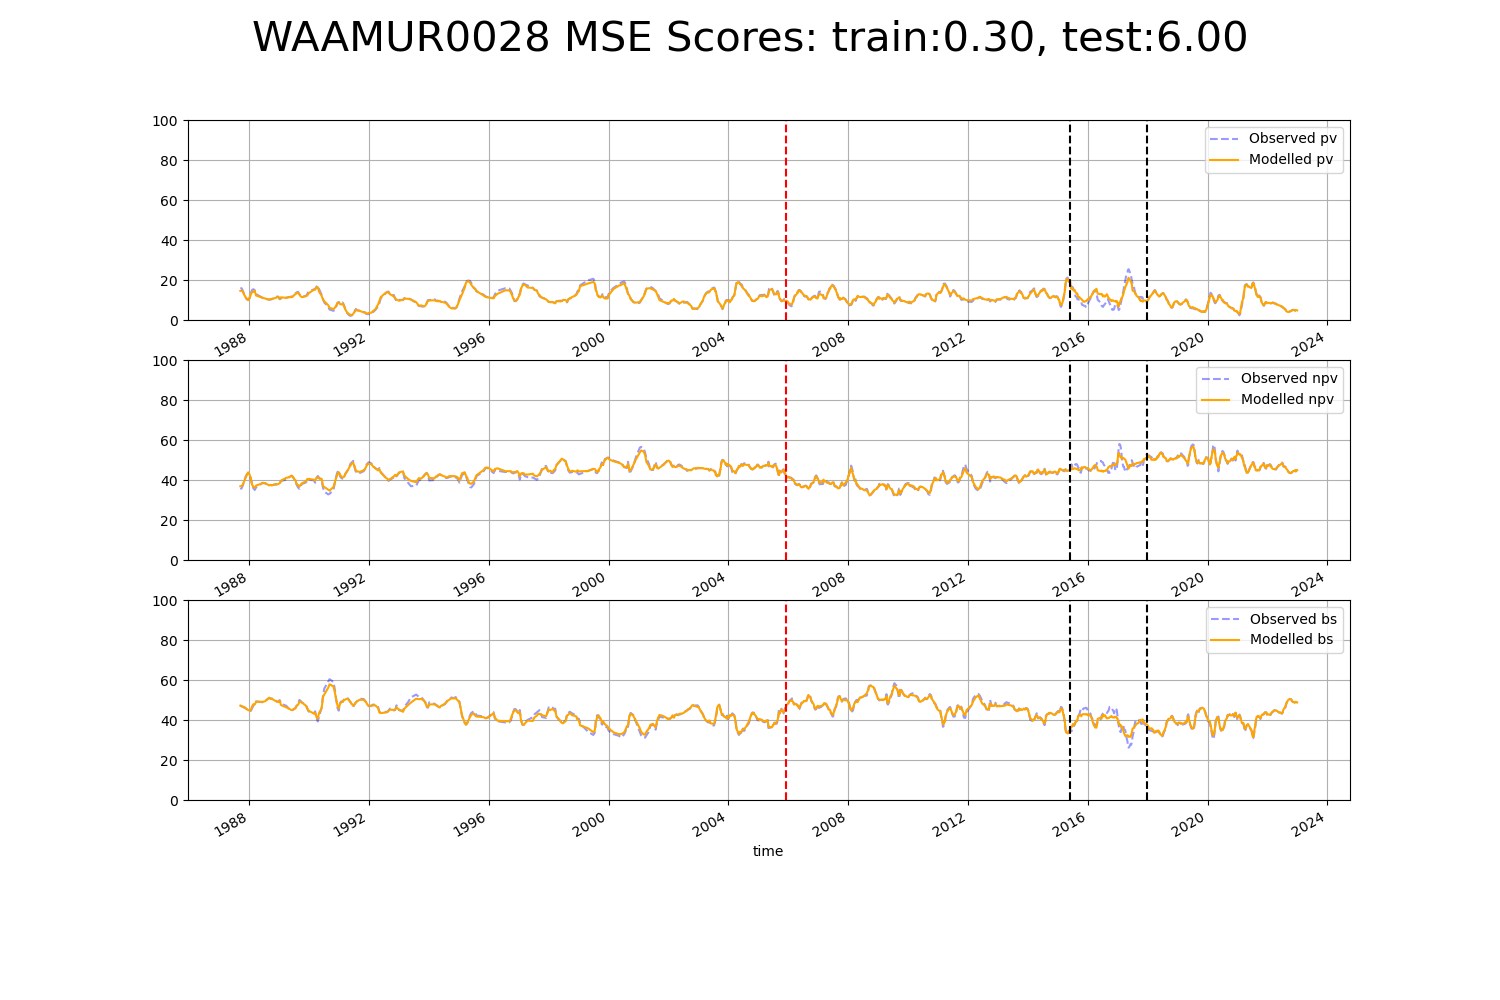 WAAMUR0028 MSE Scores: train:0.30, test:6.00
100
80
60
40
20
0
Observed pv
Modelled pv
1988 1992 1996 2000 2004 2008 2012 2016 2020 2024
100
80
60
40
20
0
Observed npv
Modelled npv
1988 1992 1996 2000 2004 2008 2012 2016 2020 2024
100
80
60
40
20
0
Observed bs
Modelled bs
1988 1992 1996 2000 2004 2008 2012 2016 2020 2024
time